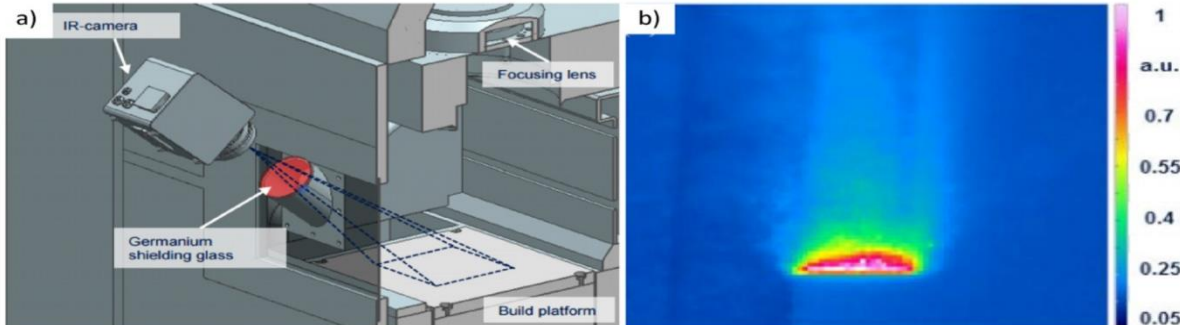 a)
IR-camera
Focusing lens
Germanium
shielding glass
Build platform
b)
1
a.u.
0.7
0.55
0.4
0.25
0.05